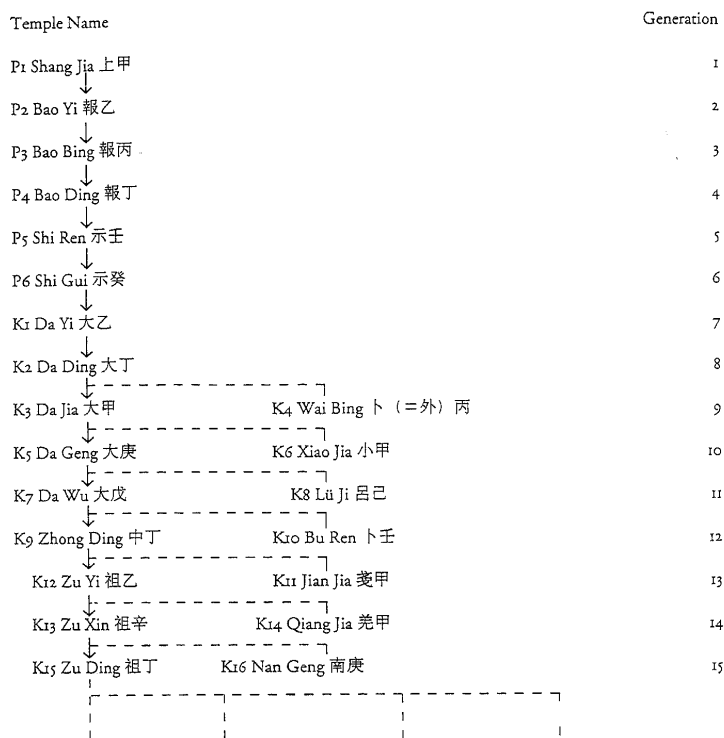 Temple Name Generation
P1 Shang Jia 上甲 1
P2 Bao Yi 報乙 2
P3 Bao Bing 報丙 3
P4 Bao Ding 報丁 4
P5 Shi Ren 示壬 5
P6 Shi Gui 示癸 6
K1 Da Yi 大乙 7
K2 Da Ding 大丁 8
K3 Da Jia 大甲 K4 Wai Bing 卜（＝外）丙 9
K5 Da Geng 大庚 K6 Xiao Jia 小甲 10
K7 Da Wu 大戊 K8 Lü Ji 呂己 11
K9 Zhong Ding 中丁 K10 Bu Ren 卜壬 12
K12 Zu Yi 祖乙 K11 Jian Jia 戔甲 13
K13 Zu Xin 祖辛 K14 Qiang Jia 羌甲 14
K15 Zu Ding 祖丁 K16 Nan Geng 南庚 15